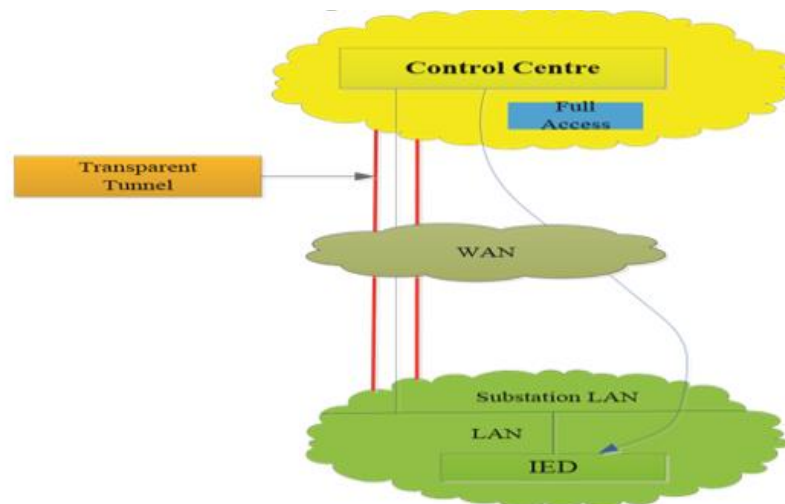 Control Centre
Full
Access
Transparent
Tunnel
WAN
Substation LAN
LAN
IED